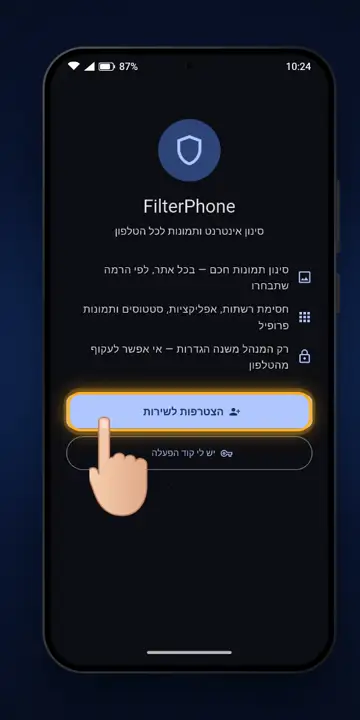 87%
10:24
FilterPhone
סינון אינטרנט ותמונות לכל הטלפון
סינון תמונות חכם – בכל אתר, לפי הרמה
שתבחרו
חסימת רשתות, אפליקציות, סטטוסים ותמונות
פרופיל
רק המנהל משנה הגדרות – אי אפשר לעקוף
מהטלפון
הצטרפות לשירות
יש לי קוד הפעלה